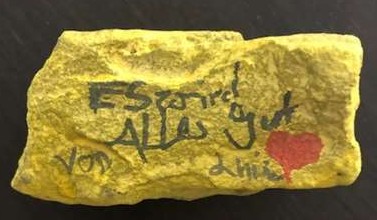 ES wird
Alles gut
von